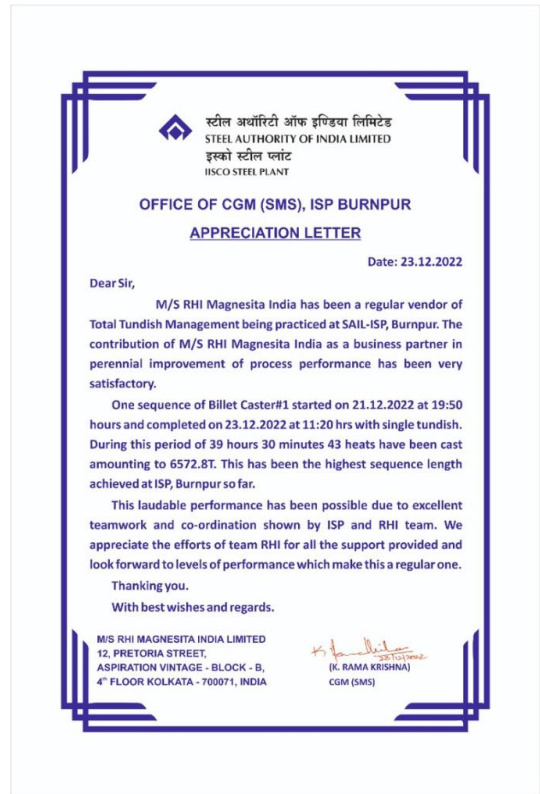 स्टील अथॉरिटी ऑफ इण्डिया लिमिटेड
STEEL AUTHORITY OF INDIA LIMITED
इस्को स्टील प्लांट
IISCO STEEL PLANT
OFFICE OF CGM (SMS), ISP BURNPUR
APPRECIATION LETTER
Date: 23.12.2022
Dear Sir,
M/S RHI Magnesita India has been a regular vendor of
Total Tundish Management being practiced at SAIL-ISP, Burnpur. The
contribution of M/S RHI Magnesita India as a business partner in
perennial improvement of process performance has been very
satisfactory.
One sequence of Billet Caster#1 started on 21.12.2022 at 19:50
hours and completed on 23.12.2022 at 11:20 hrs with single tundish.
During this period of 39 hours 30 minutes 43 heats have been cast
amounting to 6572.8T. This has been the highest sequence length
achieved at ISP, Burnpur so far.
This laudable performance has been possible due to excellent
teamwork and co-ordination shown by ISP and RHI team. We
appreciate the efforts of team RHI for all the support provided and
look forward to levels of performance which make this a regular one.
Thanking you.
With best wishes and regards.
M/S RHI MAGNESITA INDIA LIMITED
12, PRETORIA STREET,
ASPIRATION VINTAGE - BLOCK - B,
4th FLOOR KOLKATA - 700071, INDIA
(K. RAMA KRISHNA)
CGM (SMS)